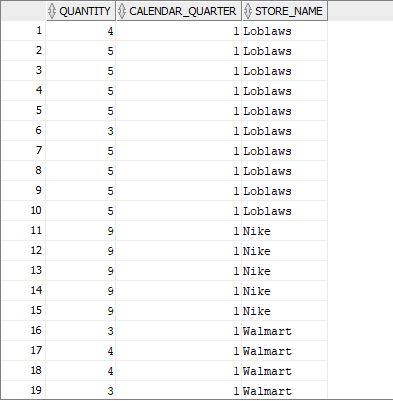 QUANTITY CALENDAR_QUARTER STORE_NAME
1 4 1 Loblaws
2 5 1 Loblaws
3 5 1 Loblaws
4 5 1 Loblaws
5 5 1 Loblaws
6 3 1 Loblaws
7 5 1 Loblaws
8 5 1 Loblaws
9 5 1 Loblaws
10 5 1 Loblaws
11 9 1 Nike
12 9 1 Nike
13 9 1 Nike
14 9 1 Nike
15 9 1 Nike
16 3 1 Walmart
17 4 1 Walmart
18 4 1 Walmart
19 3 1 Walmart